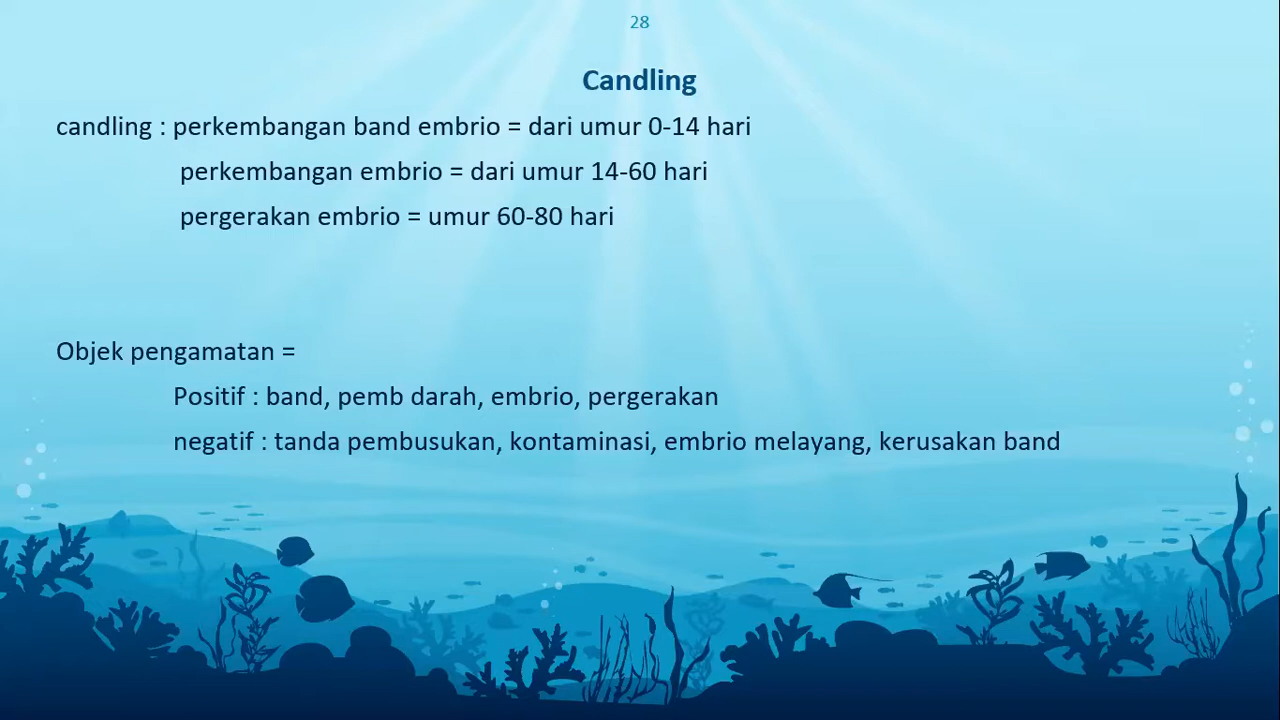 28
Candling
candling : perkembangan band embrio = dari umur 0-14 hari
perkembangan embrio = dari umur 14-60 hari
pergerakan embrio = umur 60-80 hari
Objek pengamatan =
Positif : band, pemb darah, embrio, pergerakan
negatif : tanda pembusukan, kontaminasi, embrio melayang, kerusakan band